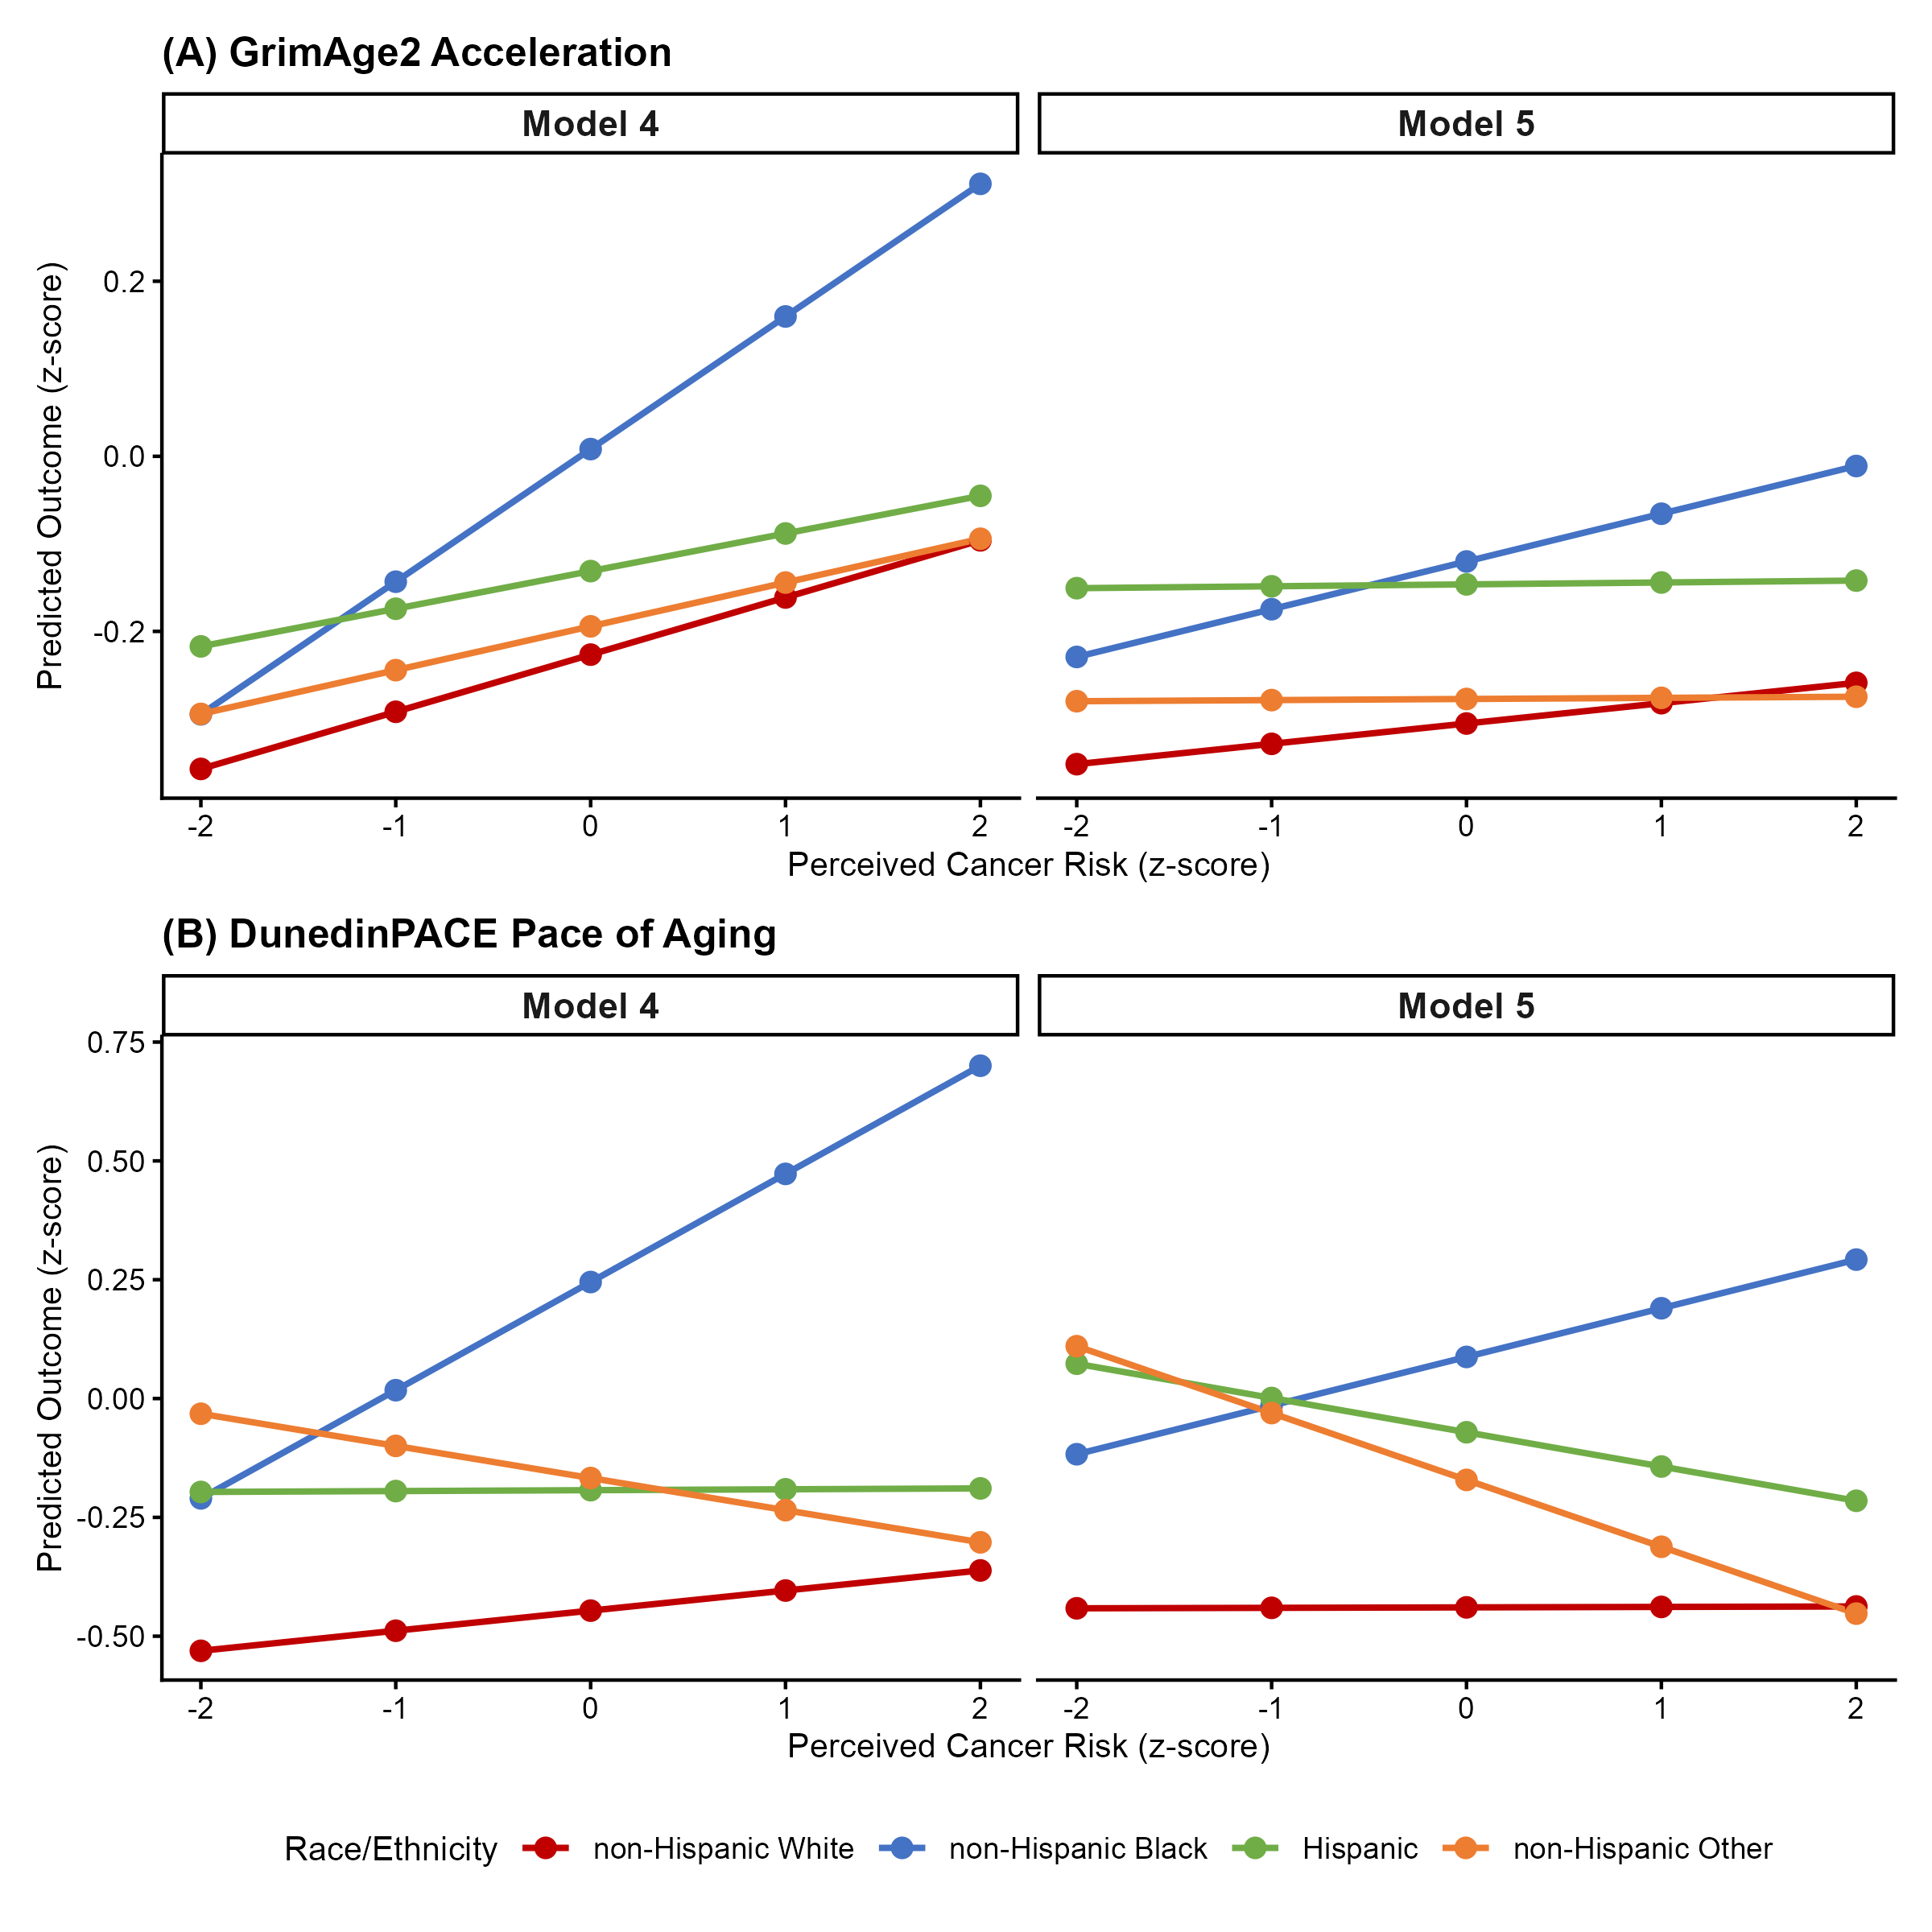 (A) GrimAge2 Acceleration
Model 4
Model 5
Predicted Outcome (z-score)
0.2
0.0
-0.2
-2 -1 0 1 2
-2 -1 0 1 2
Perceived Cancer Risk (z-score)
(B) DunedinPACE Pace of Aging
Model 4
Model 5
Predicted Outcome (z-score)
0.75
0.50
0.25
0.00
-0.25
-0.50
-2 -1 0 1 2
-2 -1 0 1 2
Perceived Cancer Risk (z-score)
Race/Ethnicity non-Hispanic White non-Hispanic Black Hispanic non-Hispanic Other